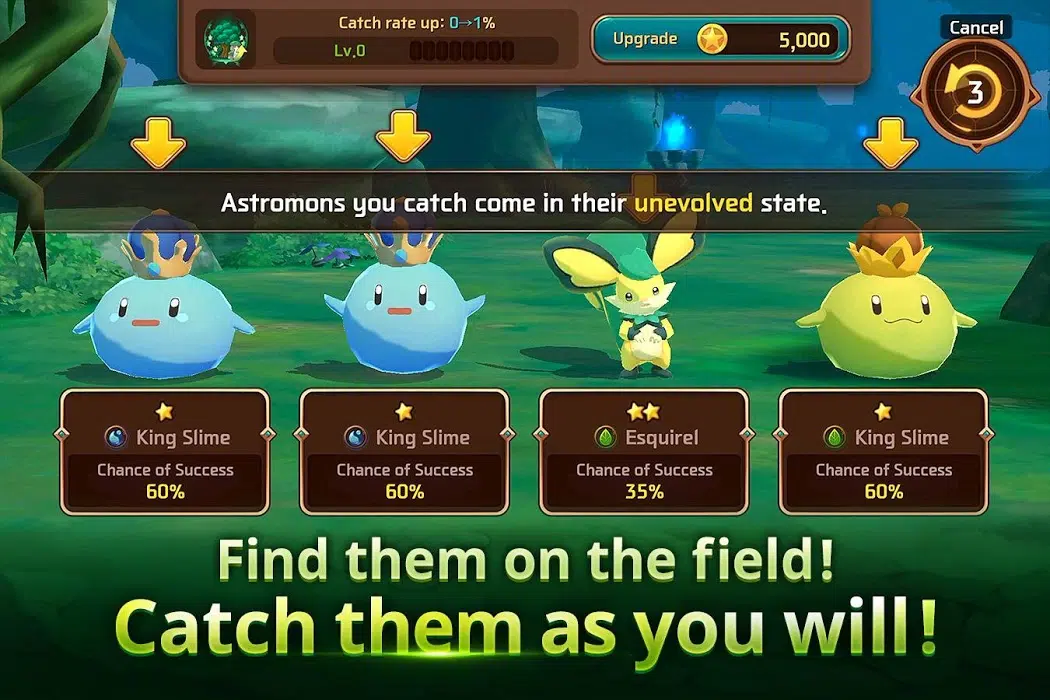 Catch rate up: 0→1%
Lv.0
Upgrade
5,000
Cancel
3
Astromons you catch come in their unevolved state.
King Slime
Chance of Success
60%
King Slime
Chance of Success
60%
Esquirel
Chance of Success
35%
King Slime
Chance of Success
60%
Find them on the field!
Catch them as you will!